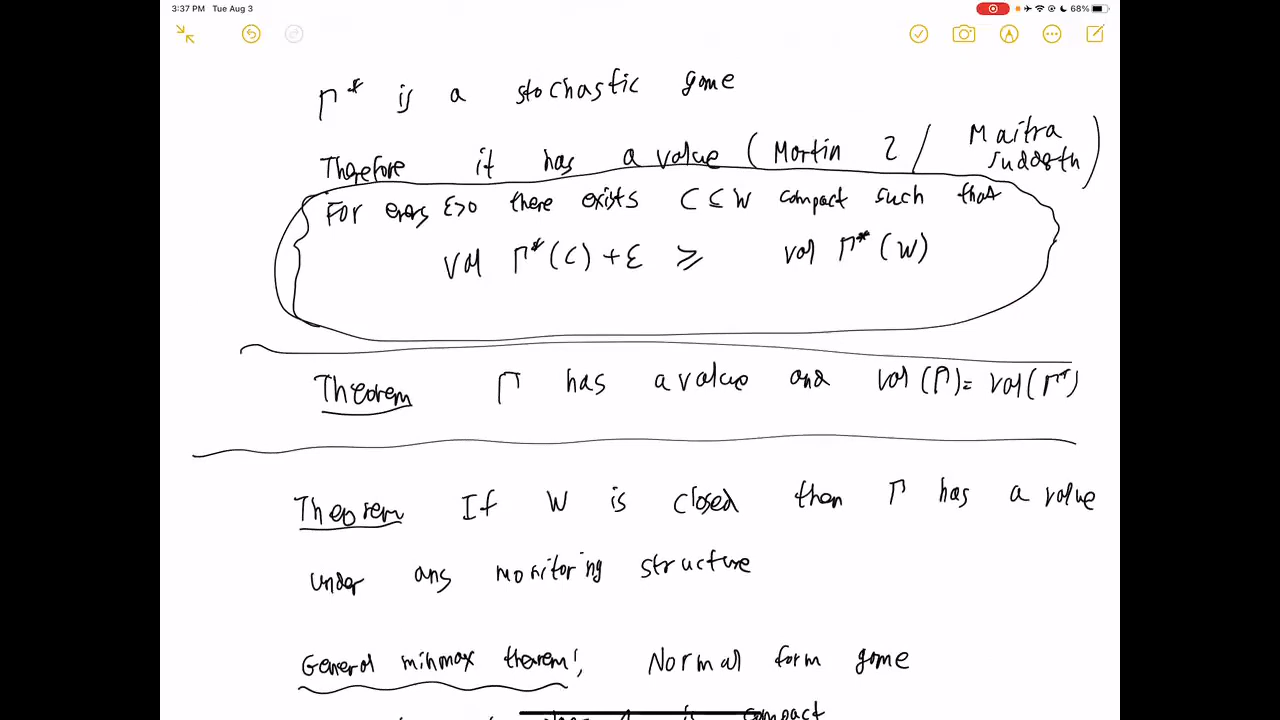 3:37 PM Tue Aug 3
68%
Γ* is a stochastic game
Therefore it has a value (Martin 2 / Maitra Sudderth)
For every ε>0 there exists C ⊆ W compact such that
val Γ*(C) + ε ≥ val Γ*(W)
Theorem Γ has a value and val(Γ) = val(Γ*)
Theorem If W is closed then Γ has a value
under any monitoring structure
General minmax theorem: Normal form game
is compact